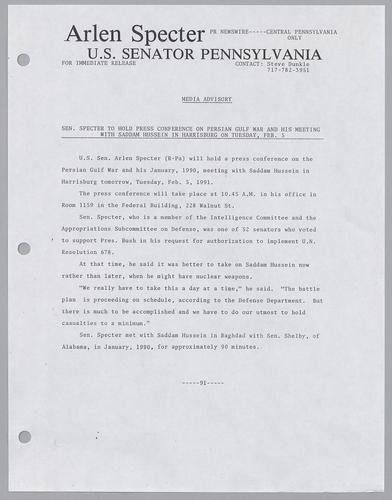 Arlen Specter PR NEWSWIRE-----CENTRAL PENNSYLVANIA
ONLY
U.S. SENATOR PENNSYLVANIA
FOR IMMEDIATE RELEASE CONTACT: Steve Dunkle
717-782-3951
MEDIA ADVISORY
SEN. SPECTER TO HOLD PRESS CONFERENCE ON PERSIAN GULF WAR AND HIS MEETING
WITH SADDAM HUSSEIN IN HARRISBURG ON TUESDAY, FEB. 5
U.S. Sen. Arlen Specter (R-Pa) will hold a press conference on the
Persian Gulf War and his January, 1990, meeting with Saddam Hussein in
Harrisburg tomorrow, Tuesday, Feb. 5, 1991.
The press conference will take place at 10.45 A.M. in his office in
Room 1159 in the Federal Building, 228 Walnut St.
Sen. Specter, who is a member of the Intelligence Committee and the
Appropriations Subcommittee on Defense, was one of 52 senators who voted
to support Pres. Bush in his request for authorization to implement U.N.
Resolution 678.
At that time, he said it was better to take on Saddam Hussein now
rather than later, when he might have nuclear weapons.
"We really have to take this a day at a time," he said. "The battle
plan is proceeding on schedule, according to the Defense Department. But
there is much to be accomplished and we have to do our utmost to hold
casualties to a minimum."
Sen. Specter met with Saddam Hussein in Baghdad with Sen. Shelby, of
Alabama, in January, 1990, for approximately 90 minutes.
-----91-----